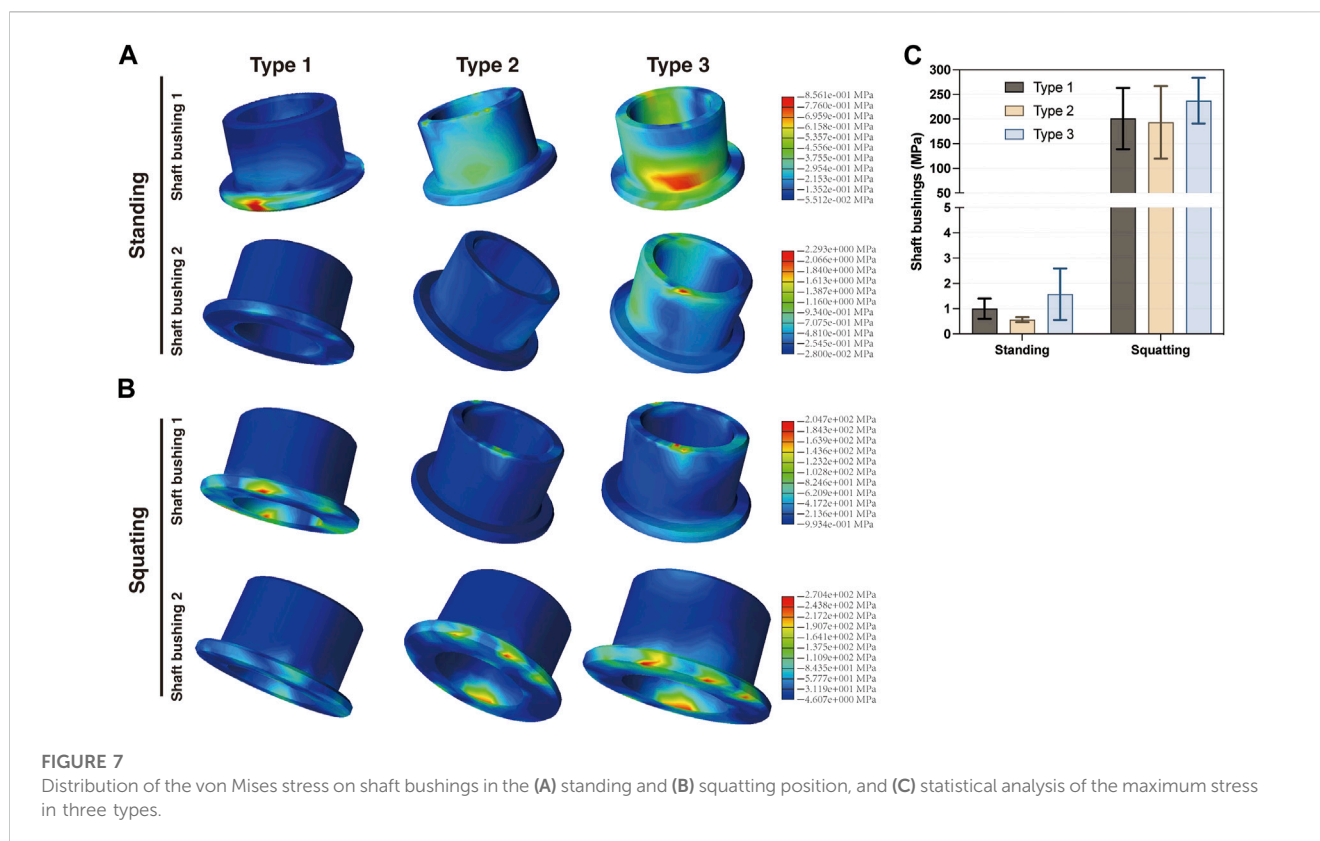 A
Type 1
Type 2
Type 3
Standing
Shaft bushing 1
8.561e-001 MPa
7.760e-001 MPa
6.959e-001 MPa
6.158e-001 MPa
5.357e-001 MPa
4.556e-001 MPa
3.755e-001 MPa
2.954e-001 MPa
2.153e-001 MPa
1.352e-001 MPa
5.512e-002 MPa
Shaft bushing 2
2.293e+000 MPa
2.066e+000 MPa
1.840e+000 MPa
1.613e+000 MPa
1.387e+000 MPa
1.160e+000 MPa
9.340e-001 MPa
7.075e-001 MPa
4.810e-001 MPa
2.545e-001 MPa
2.800e-002 MPa
B
Squating
Shaft bushing 1
2.047e+002 MPa
1.843e+002 MPa
1.639e+002 MPa
1.436e+002 MPa
1.232e+002 MPa
1.028e+002 MPa
8.246e+001 MPa
6.209e+001 MPa
4.172e+001 MPa
2.136e+001 MPa
9.934e-001 MPa
Shaft bushing 2
2.704e+002 MPa
2.438e+002 MPa
2.172e+002 MPa
1.907e+002 MPa
1.641e+002 MPa
1.375e+002 MPa
1.109e+002 MPa
8.435e+001 MPa
5.777e+001 MPa
3.119e+001 MPa
4.607e+000 MPa
C
Shaft bushings (MPa)
300
250
200
150
100
50
5
4
3
2
1
0
Type 1
Type 2
Type 3
Standing
Squatting
FIGURE 7
Distribution of the von Mises stress on shaft bushings in the (A) standing and (B) squatting position, and (C) statistical analysis of the maximum stress
in three types.